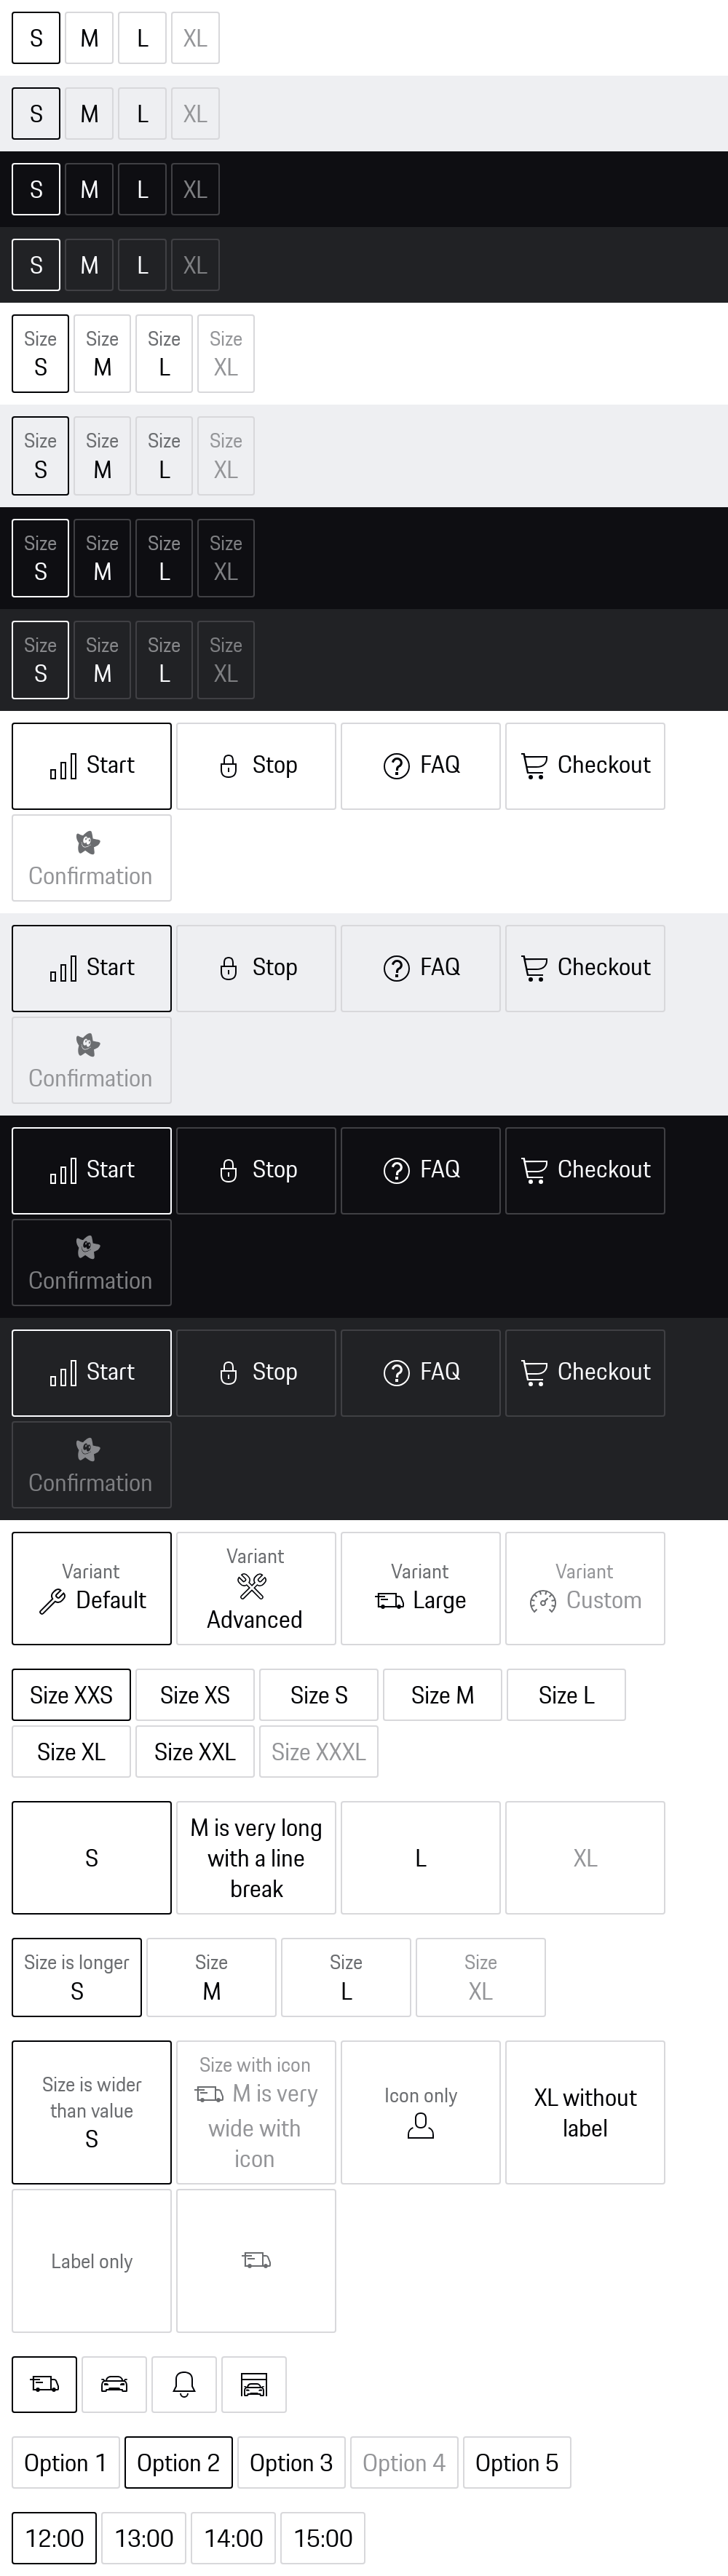 S M L XL
S M L XL
S M L XL
S M L XL
Size Size Size Size
S M L XL
Size Size Size Size
S M L XL
Size Size Size Size
S M L XL
Size Size Size Size
S M L XL
Start Stop FAQ Checkout
Confirmation
Start Stop FAQ Checkout
Confirmation
Start Stop FAQ Checkout
Confirmation
Start Stop FAQ Checkout
Confirmation
Variant
Default
Variant
Advanced
Variant
Large
Variant
Custom
Size XXS Size XS Size S Size M Size L
Size XL Size XXL Size XXXL
S
M is very long
with a line
break
L
XL
Size is longer
S
Size
M
Size
L
Size
XL
Size is wider
than value
S
Size with icon
M is very
wide with
icon
Icon only
XL without
label
Label only
Option 1 Option 2 Option 3 Option 4 Option 5
12:00 13:00 14:00 15:00